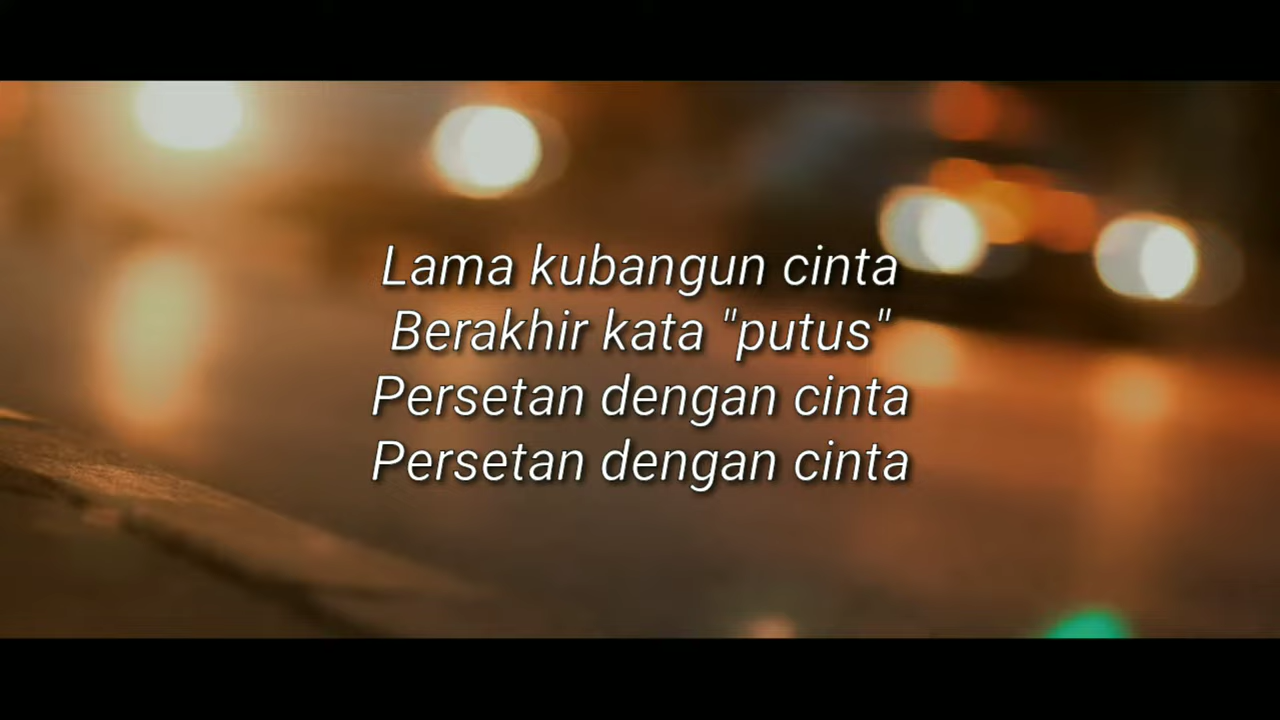 Lama kubangun cinta
Berakhir kata "putus"
Persetan dengan cinta
Persetan dengan cinta